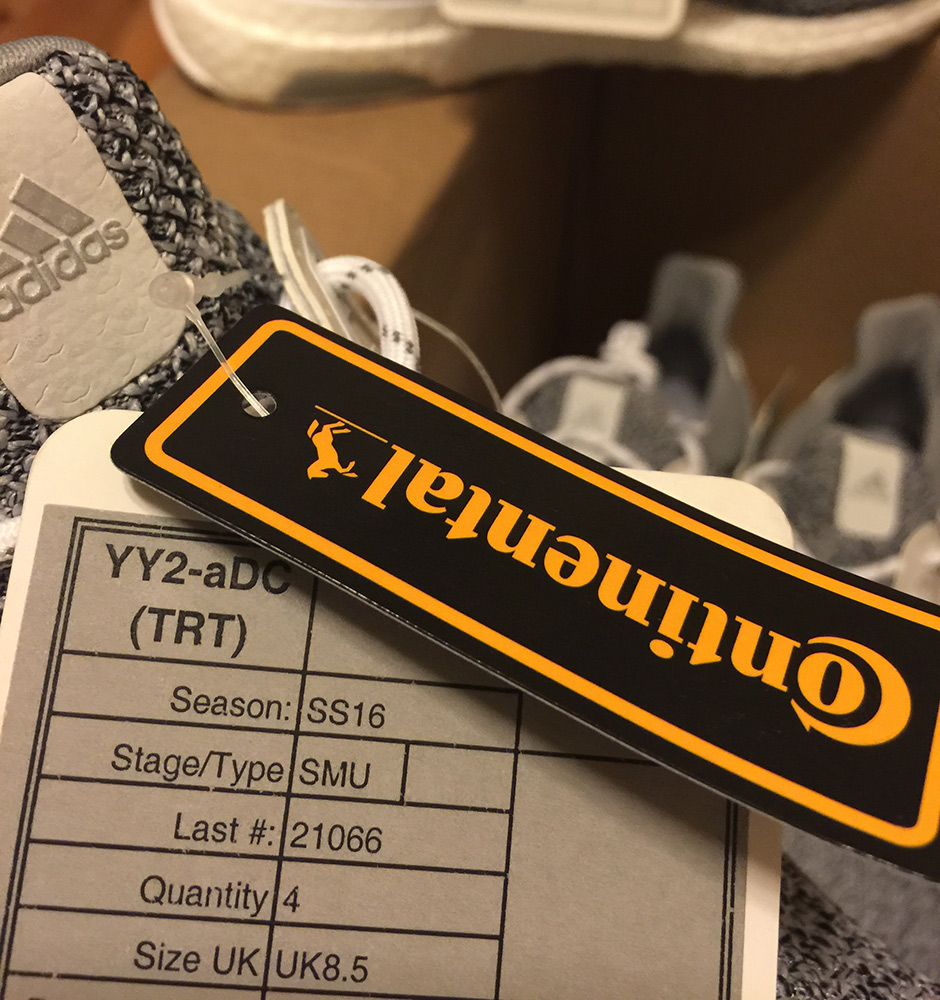 adidas
Continental
YY2-aDC
(TRT)
Season: SS16
Stage/Type SMU
Last #: 21066
Quantity 4
Size UK UK8.5